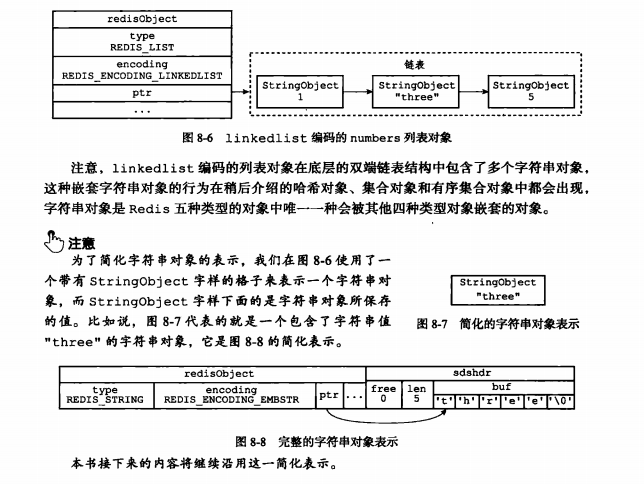 redisObject
type
REDIS_LIST
encoding
REDIS_ENCODING_LINKEDLIST
ptr
...
链表
StringObject
1
StringObject
"three"
StringObject
5
图 8-6 linkedlist 编码的 numbers 列表对象
注意，linkedlist 编码的列表对象在底层的双端链表结构中包含了多个字符串对象，
这种嵌套字符串对象的行为在稍后介绍的哈希对象、集合对象和有序集合对象中都会出现，
字符串对象是 Redis 五种类型的对象中唯一一种会被其他四种类型对象嵌套的对象。
注意
为了简化字符串对象的表示，我们在图 8-6 使用了一
个带有 StringObject 字样的格子来表示一个字符串对
象，而 StringObject 字样下面的是字符串对象所保存
的值。比如说，图 8-7 代表的就是一个包含了字符串值
"three" 的字符串对象，它是图 8-8 的简化表示。
StringObject
"three"
图 8-7 简化的字符串对象表示
redisObject
sdshdr
type
REDIS_STRING
encoding
REDIS_ENCODING_EMBSTR
ptr
...
free
0
len
5
buf
't' 'h' 'r' 'e' 'e' '\0'
图 8-8 完整的字符串对象表示
本书接下来的内容将继续沿用这一简化表示。